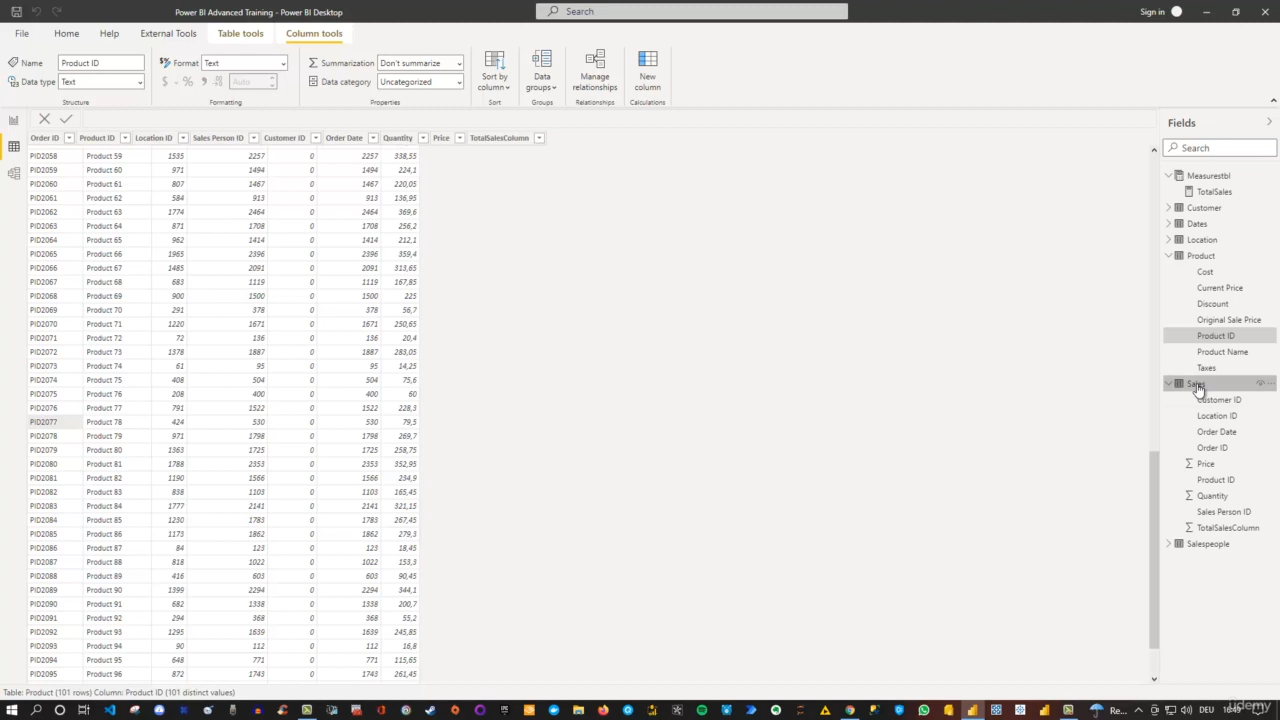 Power BI Advanced Training - Power BI Desktop
Search
Sign in
File Home Help External Tools Table tools Column tools
Name Product ID
Data type Text
Structure
Format Text
$ % Auto
Formatting
Summarization Don't summarize
Data category Uncategorized
Properties
Sort by column
Sort
Data groups
Groups
Manage relationships
Relationships
New column
Calculations
Order ID Product ID Location ID Sales Person ID Customer ID Order Date Quantity Price TotalSalesColumn
PID2058 Product 59 1535 2257 0 2257 338,55
PID2059 Product 60 971 1494 0 1494 224,1
PID2060 Product 61 807 1467 0 1467 220,05
PID2061 Product 62 584 913 0 913 136,95
PID2062 Product 63 1774 2464 0 2464 369,6
PID2063 Product 64 871 1708 0 1708 256,2
PID2064 Product 65 962 1414 0 1414 212,1
PID2065 Product 66 1965 2396 0 2396 359,4
PID2066 Product 67 1485 2091 0 2091 313,65
PID2067 Product 68 683 1119 0 1119 167,85
PID2068 Product 69 900 1500 0 1500 225
PID2069 Product 70 291 378 0 378 56,7
PID2070 Product 71 1220 1671 0 1671 250,65
PID2071 Product 72 72 136 0 136 20,4
PID2072 Product 73 1378 1887 0 1887 283,05
PID2073 Product 74 61 95 0 95 14,25
PID2074 Product 75 408 504 0 504 75,6
PID2075 Product 76 208 400 0 400 60
PID2076 Product 77 791 1522 0 1522 228,3
PID2077 Product 78 424 530 0 530 79,5
PID2078 Product 79 971 1798 0 1798 269,7
PID2079 Product 80 1363 1725 0 1725 258,75
PID2080 Product 81 1788 2353 0 2353 352,95
PID2081 Product 82 1190 1566 0 1566 234,9
PID2082 Product 83 838 1103 0 1103 165,45
PID2083 Product 84 1777 2141 0 2141 321,15
PID2084 Product 85 1230 1783 0 1783 267,45
PID2085 Product 86 1173 1862 0 1862 279,3
PID2086 Product 87 84 123 0 123 18,45
PID2087 Product 88 818 1022 0 1022 153,3
PID2088 Product 89 416 603 0 603 90,45
PID2089 Product 90 1399 2294 0 2294 344,1
PID2090 Product 91 682 1338 0 1338 200,7
PID2091 Product 92 294 368 0 368 55,2
PID2092 Product 93 1295 1639 0 1639 245,85
PID2093 Product 94 90 112 0 112 16,8
PID2094 Product 95 648 771 0 771 115,65
PID2095 Product 96 872 1743 0 1743 261,45
Fields
Search
Measurestbl
TotalSales
Customer
Dates
Location
Product
Cost
Current Price
Discount
Original Sale Price
Product ID
Product Name
Taxes
Sales
Customer ID
Location ID
Order Date
Order ID
Price
Product ID
Quantity
Sales Person ID
TotalSalesColumn
Salespeople
Table: Product (101 rows) Column: Product ID (101 distinct values)
Re...
DEU
udemy